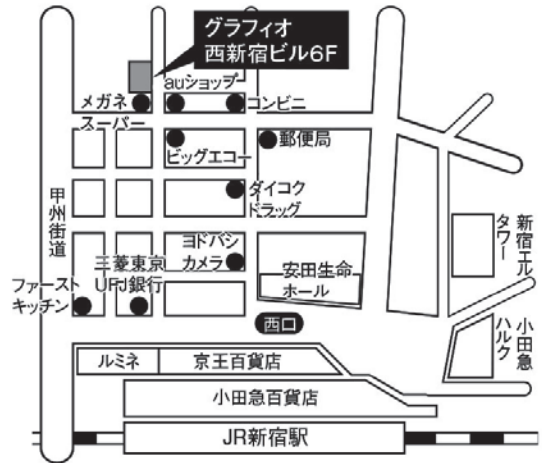 グラフィオ
西新宿ビル6F
auショップ
メガネ
スーパー
コンビニ
ビッグエコー
郵便局
ダイコク
ドラッグ
甲州街道
ヨドバシ
カメラ
三菱東京
UFJ銀行
ファースト
キッチン
安田生命
ホール
新宿エル
タワー
小田急
ハルク
西口
ルミネ
京王百貨店
小田急百貨店
JR新宿駅